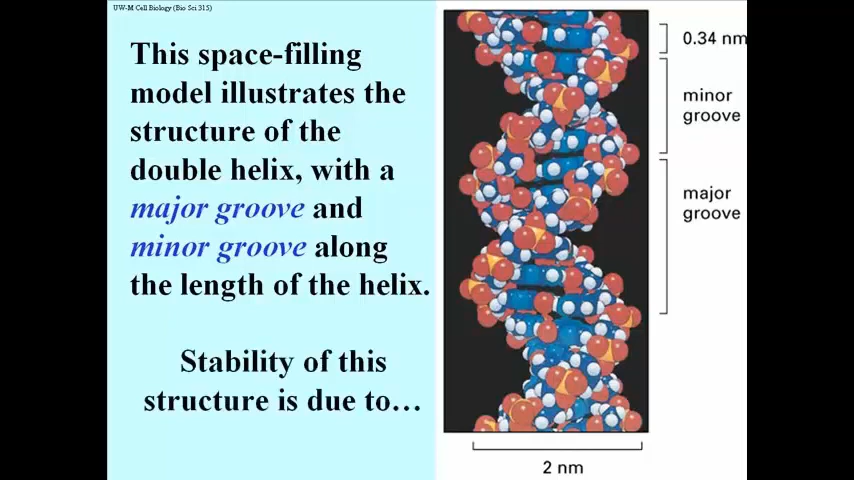 UW-M Cell Biology (Bio Sci 315)
This space-filling
model illustrates the
structure of the
double helix, with a
major groove and
minor groove along
the length of the helix.
Stability of this
structure is due to…
0.34 nm
minor
groove
major
groove
2 nm